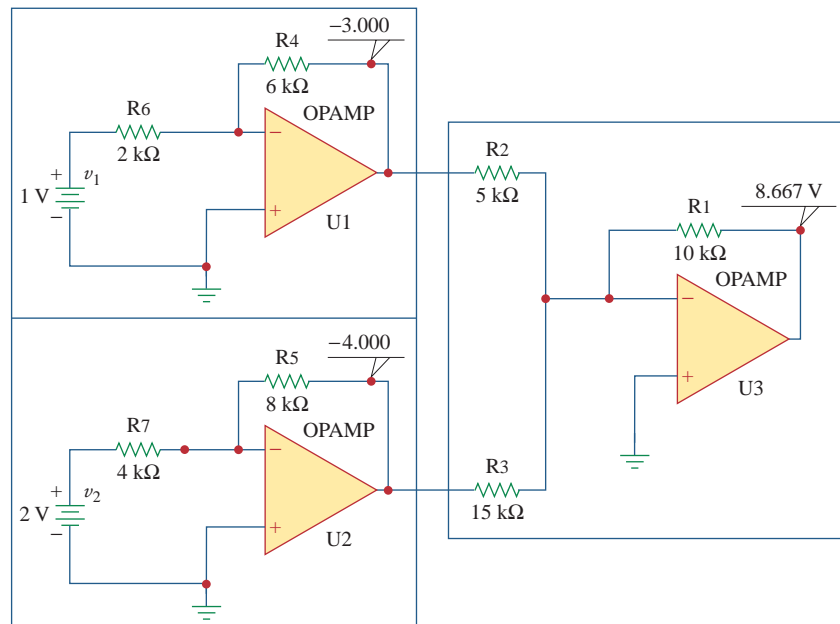 −3.000
R4
6 kΩ
OPAMP
R6
2 kΩ
−
+
v1
1 V
−
+
U1
R2
5 kΩ
8.667 V
R1
10 kΩ
OPAMP
−
+
U3
−4.000
R5
8 kΩ
OPAMP
R7
4 kΩ
−
+
v2
2 V
−
+
U2
R3
15 kΩ